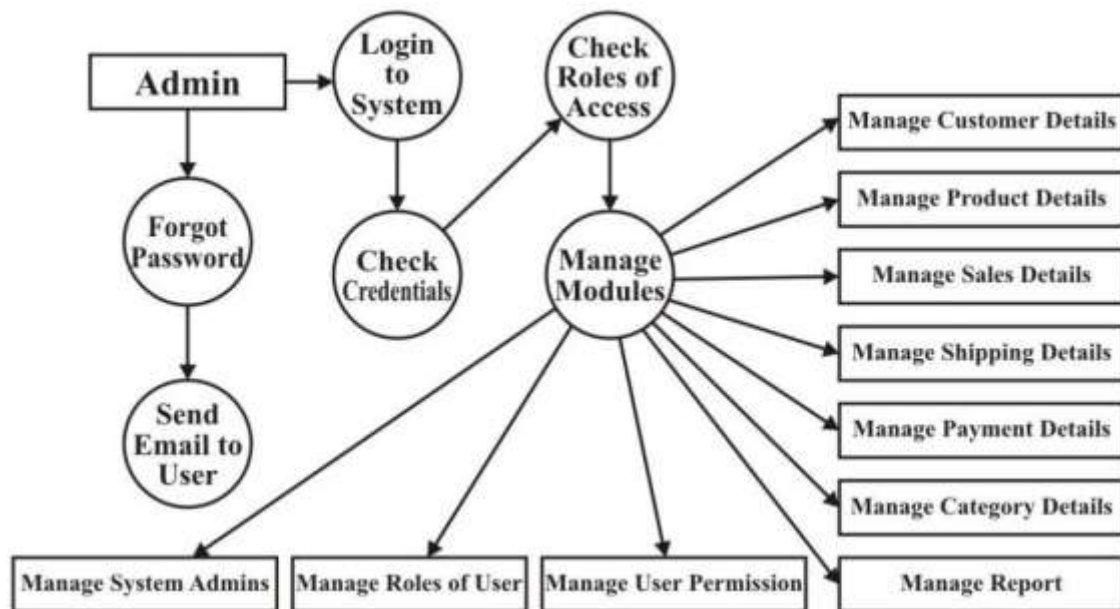 Admin
Login
to
System
Check
Roles of
Access
Forgot
Password
Check
Credentials
Manage
Modules
Send
Email to
User
Manage Customer Details
Manage Product Details
Manage Sales Details
Manage Shipping Details
Manage Payment Details
Manage Category Details
Manage System Admins
Manage Roles of User
Manage User Permission
Manage Report